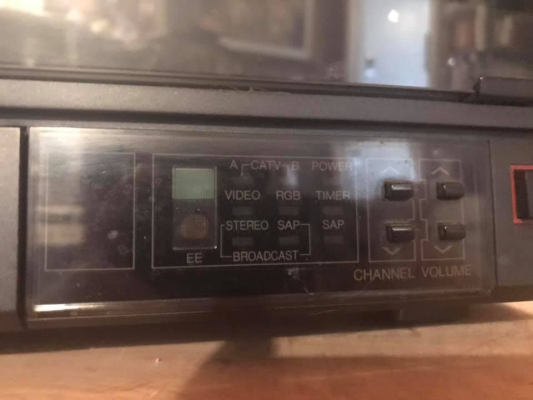 A CATV B POWER
VIDEO RGB TIMER
STEREO SAP SAP
EE BROADCAST
CHANNEL VOLUME